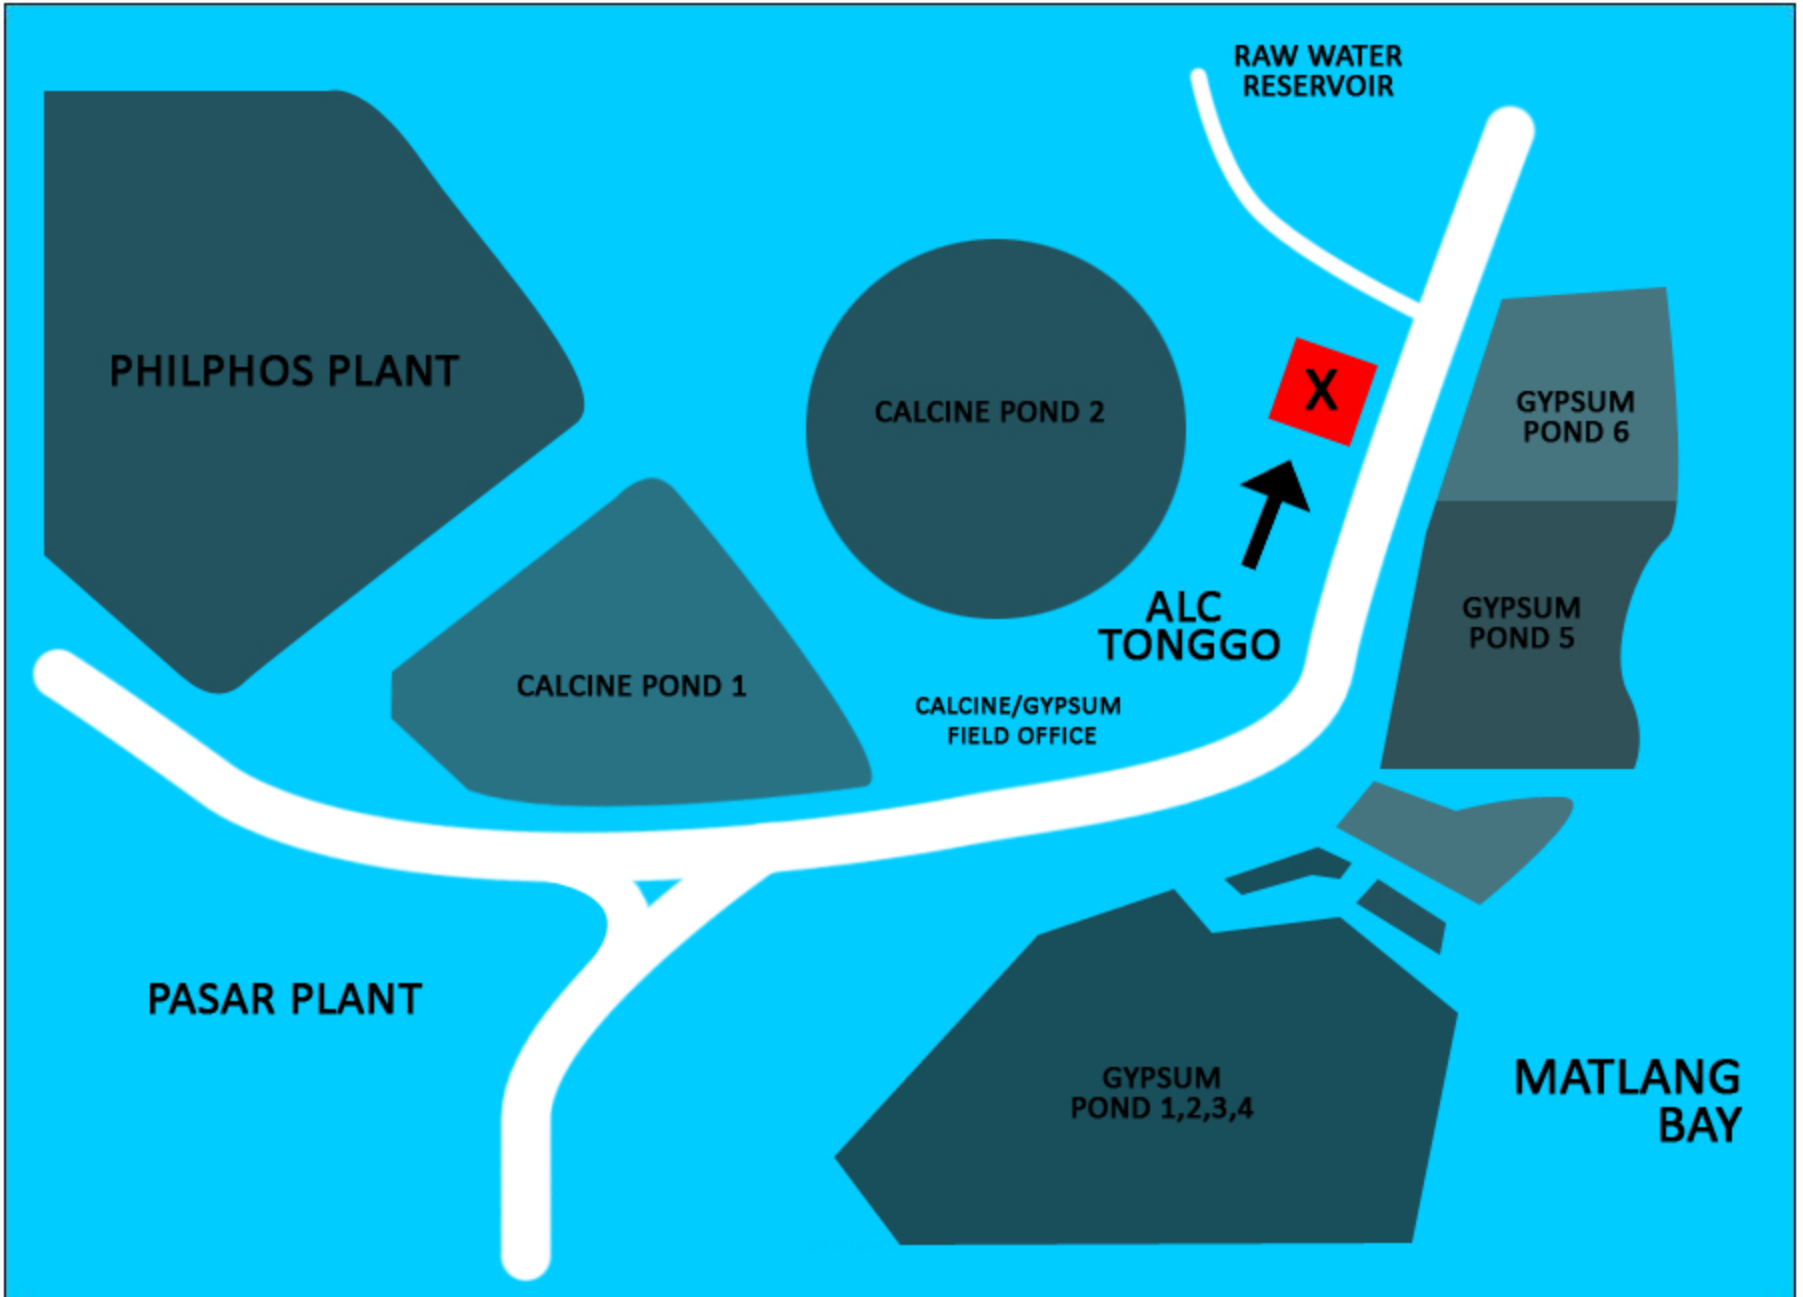 RAW WATER
RESERVOIR
PHILPHOS PLANT
CALCINE POND 2
X
GYPSUM
POND 6
ALC
TONGGO
GYPSUM
POND 5
CALCINE POND 1
CALCINE/GYPSUM
FIELD OFFICE
PASAR PLANT
GYPSUM
POND 1,2,3,4
MATLANG
BAY